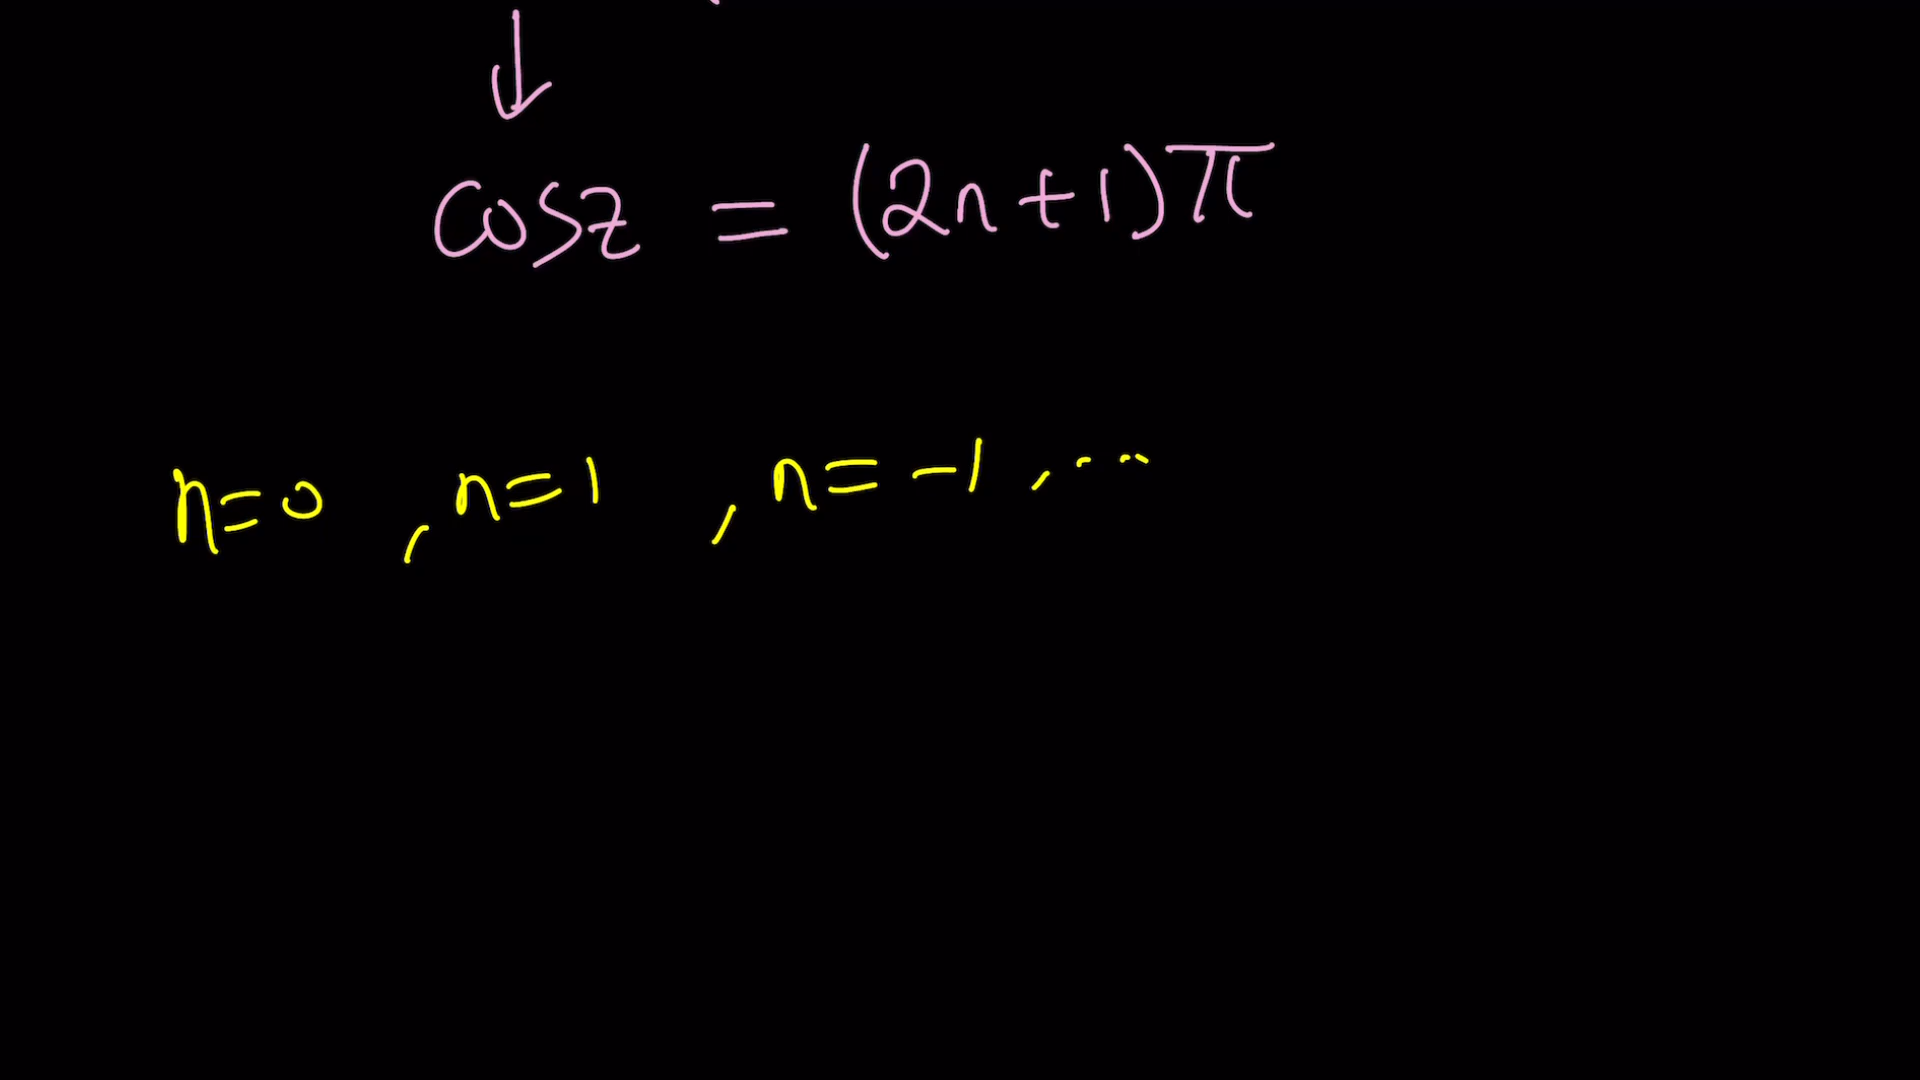 cosz = (2n+1)π
n=0 , n=1 , n=-1, ...